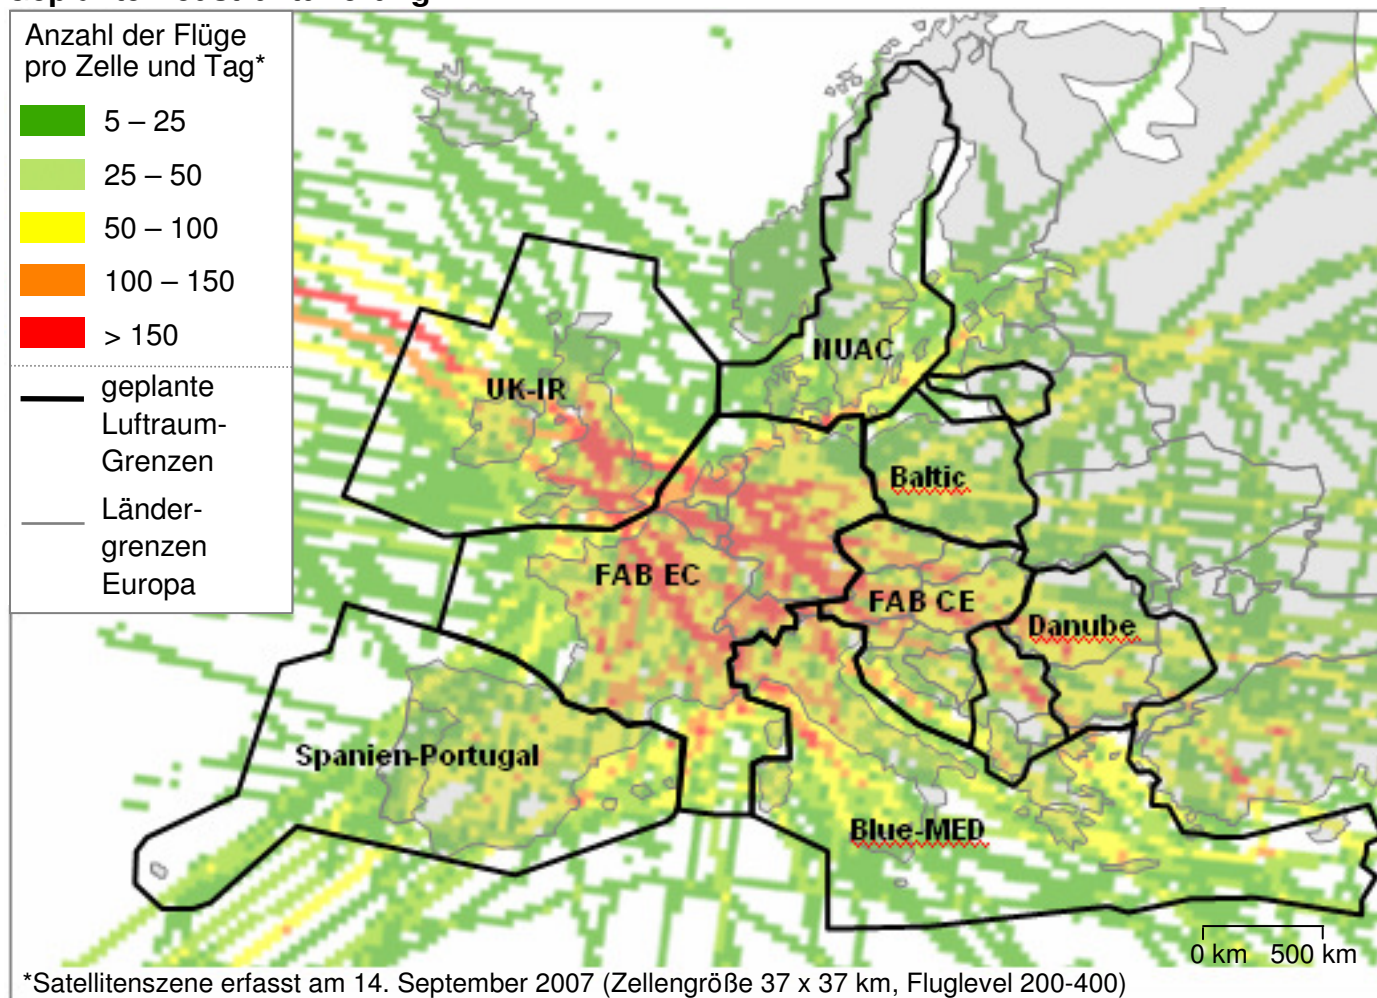 Anzahl der Flüge
pro Zelle und Tag*
5 – 25
25 – 50
50 – 100
100 – 150
> 150
geplante
Luftraum-
Grenzen
Länder-
grenzen
Europa
NUAC
UK-IR
Baltic
FAB EC
FAB CE
Danube
Spanien-Portugal
Blue-MED
0 km 500 km
*Satellitenszene erfasst am 14. September 2007 (Zellengröße 37 x 37 km, Fluglevel 200-400)